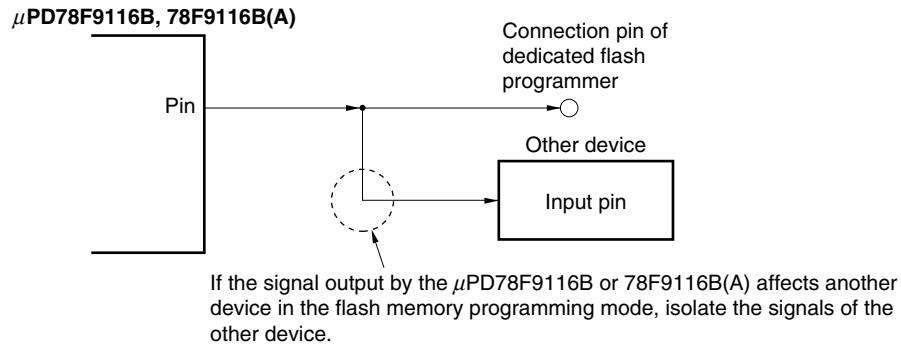 μPD78F9116B, 78F9116B(A)
Connection pin of
dedicated flash
programmer
Pin
Other device
Input pin
If the signal output by the μPD78F9116B or 78F9116B(A) affects another
device in the flash memory programming mode, isolate the signals of the
other device.